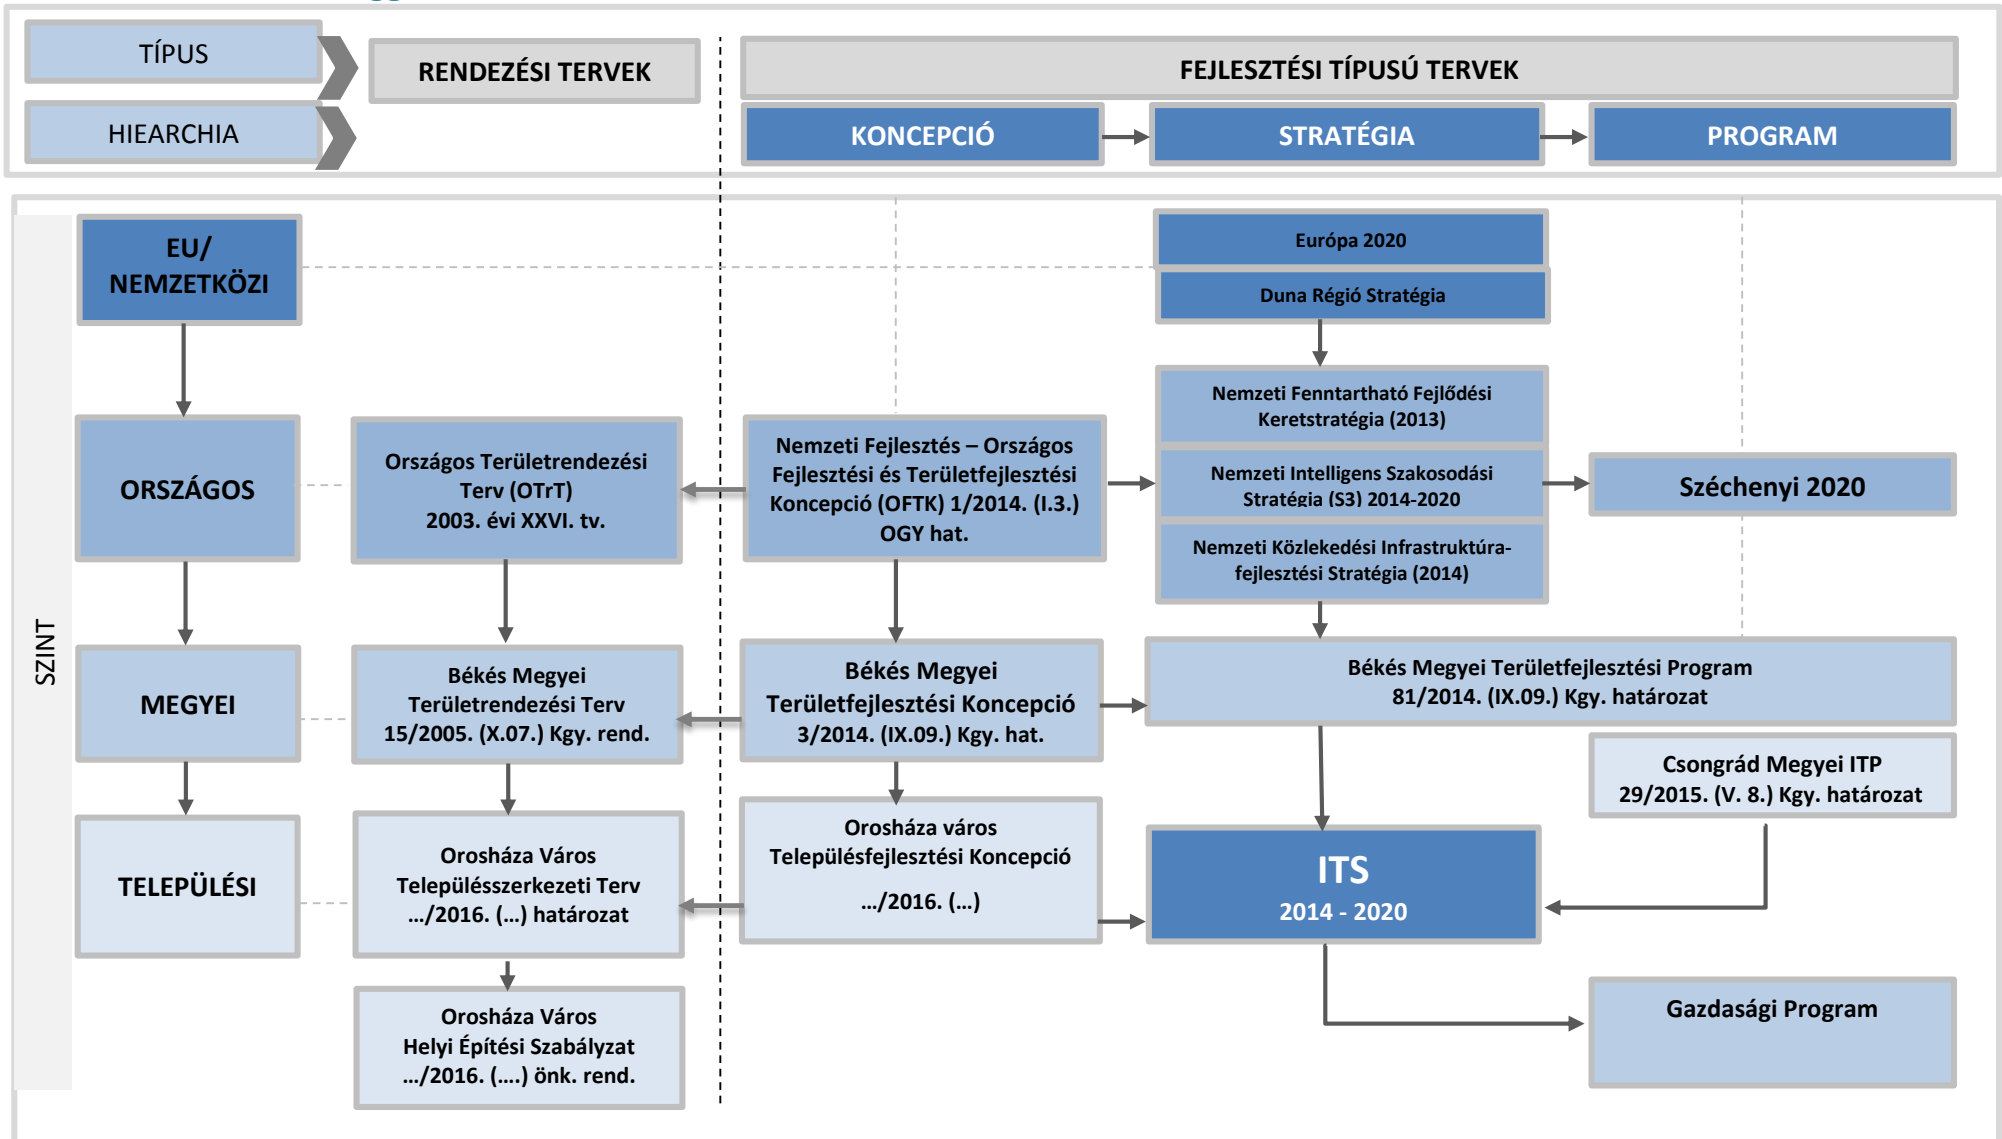 TÍPUS
RENDEZÉSI TERVEK
FEJLESZTÉSI TÍPUSÚ TERVEK
HIEARCHIA
KONCEPCIÓ
STRATÉGIA
PROGRAM
SZINT
EU/
NEMZETKÖZI
Európa 2020
Duna Régió Stratégia
ORSZÁGOS
Országos Területrendezési
Terv (OTrT)
2003. évi XXVI. tv.
Nemzeti Fejlesztés – Országos
Fejlesztési és Területfejlesztési
Koncepció (OFTK) 1/2014. (I.3.)
OGY hat.
Nemzeti Fenntartható Fejlődési
Keretstratégia (2013)
Nemzeti Intelligens Szakosodási
Stratégia (S3) 2014-2020
Nemzeti Közlekedési Infrastruktúra-
fejlesztési Stratégia (2014)
Széchenyi 2020
MEGYEI
Békés Megyei
Területrendezési Terv
15/2005. (X.07.) Kgy. rend.
Békés Megyei
Területfejlesztési Koncepció
3/2014. (IX.09.) Kgy. hat.
Békés Megyei Területfejlesztési Program
81/2014. (IX.09.) Kgy. határozat
Csongrád Megyei ITP
29/2015. (V. 8.) Kgy. határozat
TELEPÜLÉSI
Orosháza Város
Településszerkezeti Terv
…/2016. (…) határozat
Orosháza város
Településfejlesztési Koncepció
…/2016. (…)
ITS
2014 - 2020
Orosháza Város
Helyi Építési Szabályzat
…/2016. (….) önk. rend.
Gazdasági Program